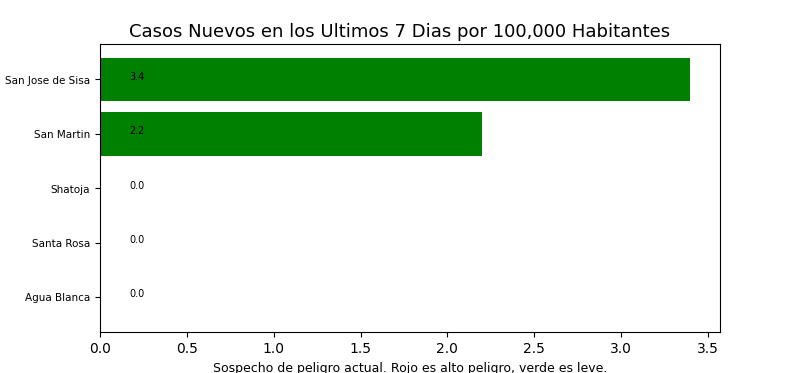 Casos Nuevos en los Ultimos 7 Dias por 100,000 Habitantes
San Jose de Sisa 3.4
San Martin 2.2
Shatoja 0.0
Santa Rosa 0.0
Agua Blanca 0.0
0.0 0.5 1.0 1.5 2.0 2.5 3.0 3.5
Sospecho de peligro actual. Rojo es alto peligro, verde es leve.